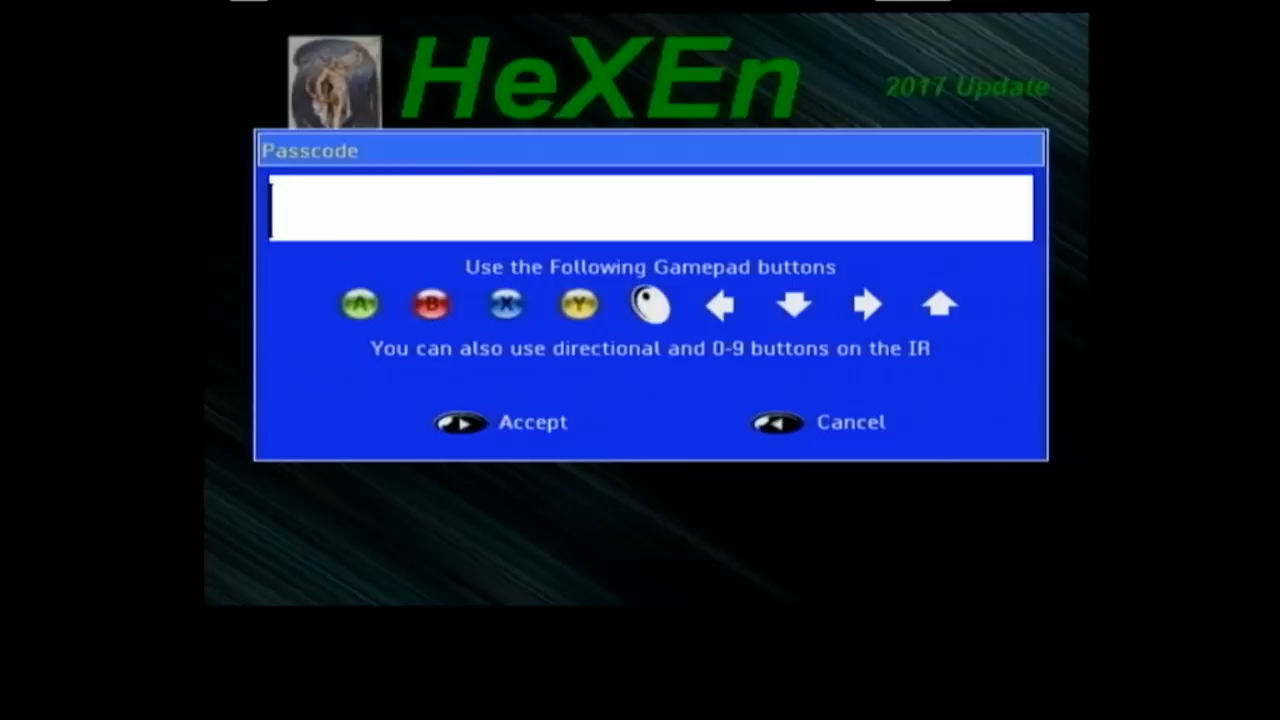 HeXEn
2017 Update
Passcode
Use the Following Gamepad buttons
A B X Y
You can also use directional and 0-9 buttons on the IR
Accept Cancel